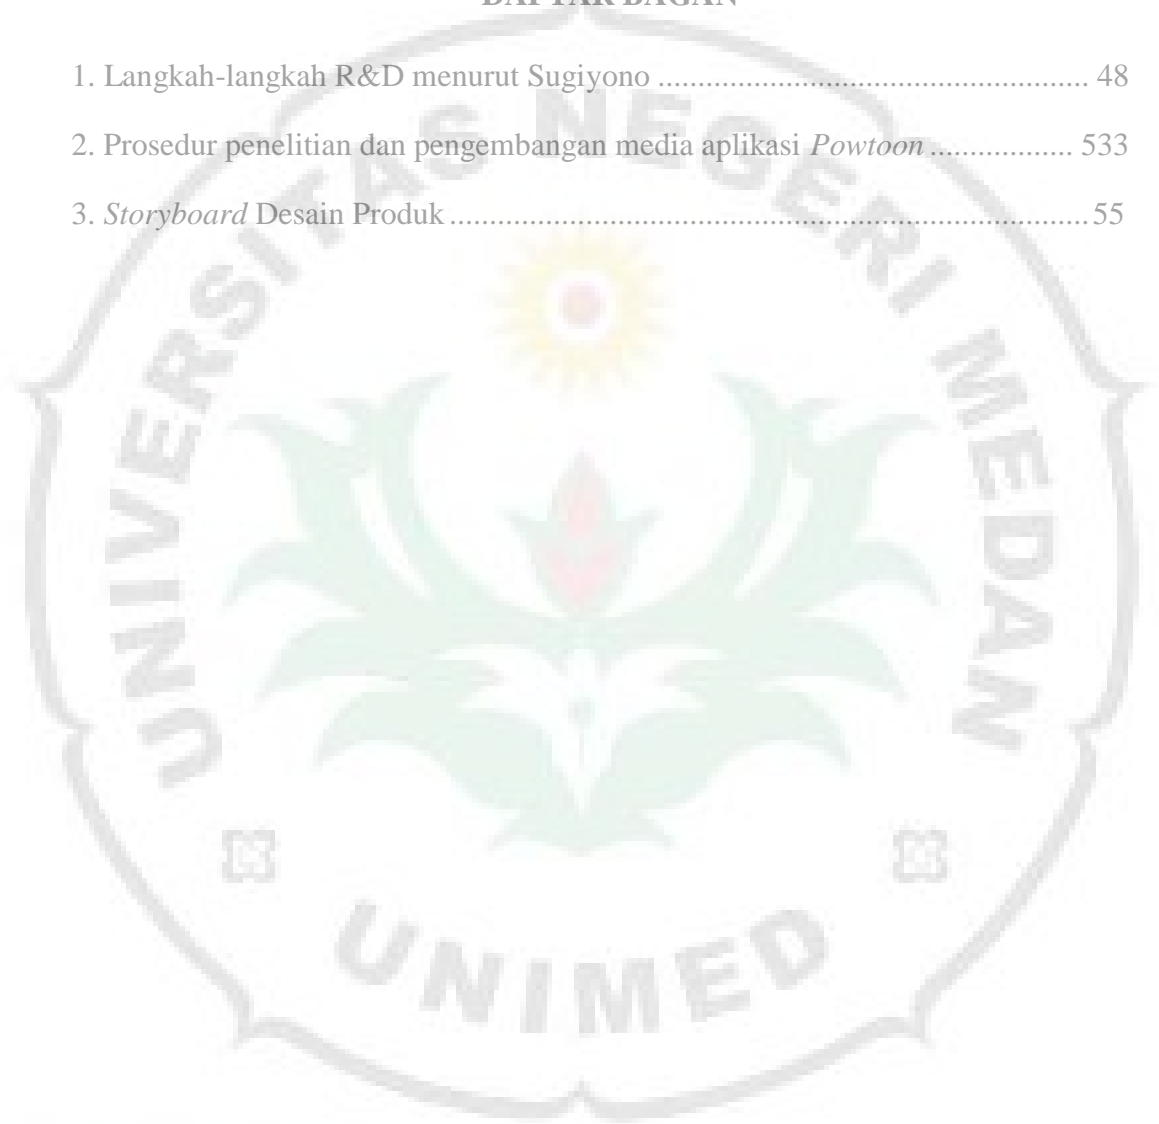 DAFTAR BAGAN
1. Langkah-langkah R&D menurut Sugiyono ..................................................... 48
2. Prosedur penelitian dan pengembangan media aplikasi Powtoon ................. 533
3. Storyboard Desain Produk ............................................................................... 55
UNIVERSITAS NEGERI MEDAN
UNIMED